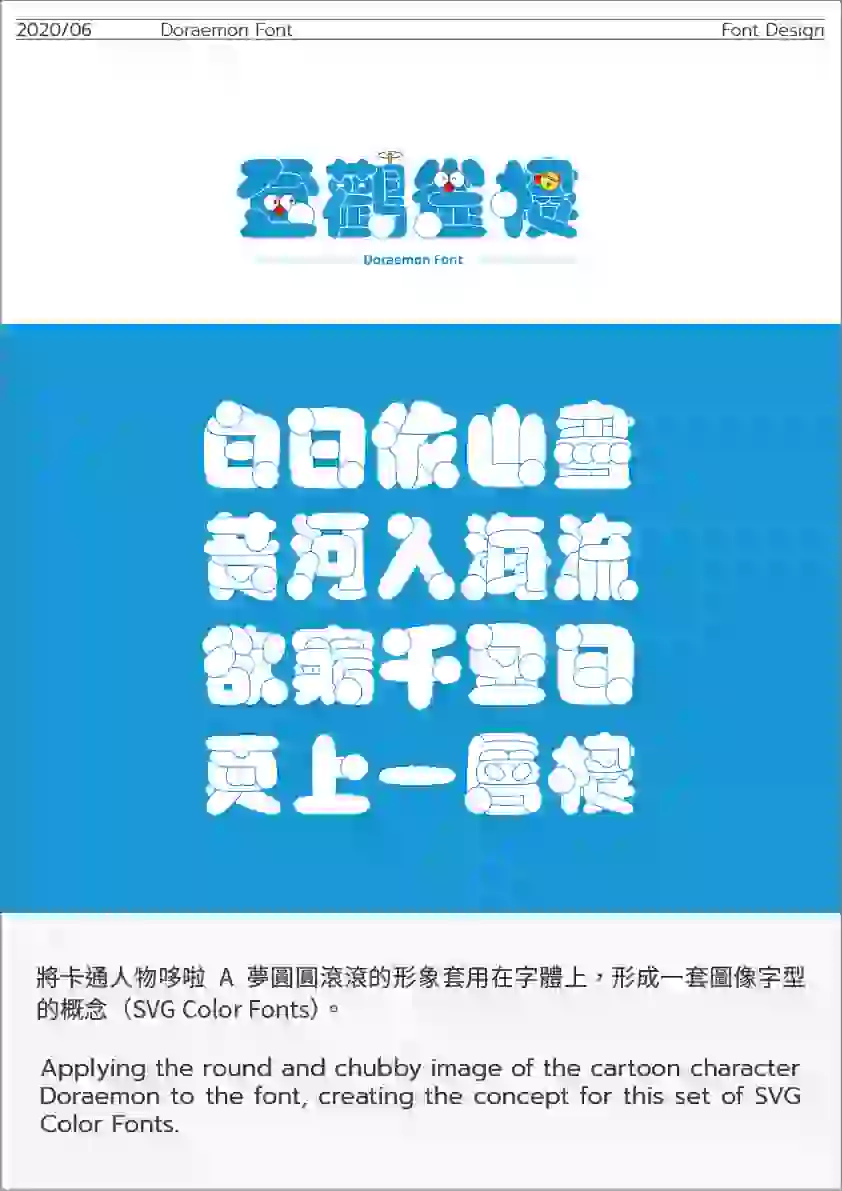 2020/06 Doraemon Font Font Design
登鸛雀樓
Doraemon Font
白日依山盡
黃河入海流
欲窮千里目
更上一層樓
將卡通人物哆啦 A 夢圓圓滾滾的形象套用在字體上，形成一套圖像字型
的概念（SVG Color Fonts）。
Applying the round and chubby image of the cartoon character
Doraemon to the font, creating the concept for this set of SVG
Color Fonts.